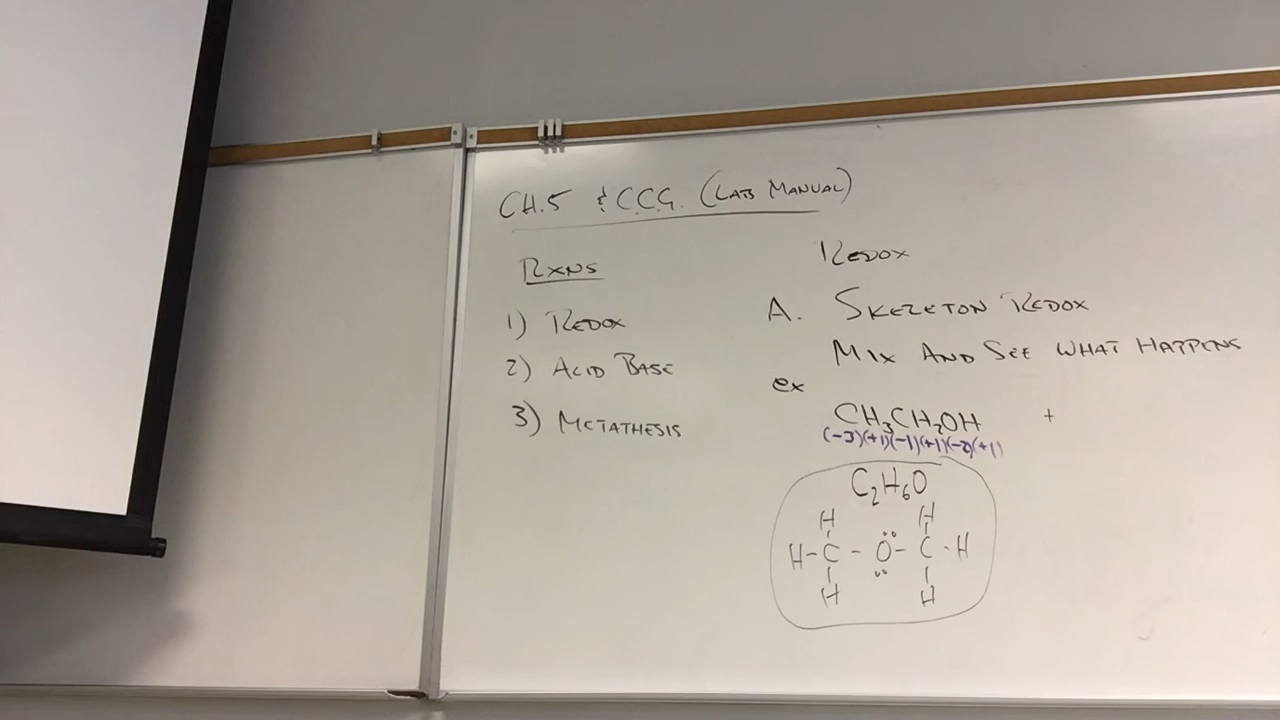 CH.5 & C.C.G. (LAB MANUAL)
RXNS
1) REDOX
2) ACID BASE
3) METATHESIS
REDOX
A. SKELETON REDOX
MIX AND SEE WHAT HAPPENS
ex
CH₃CH₂OH +
(-3)(+1)(-1)(+1)(-2)(+1)
C₂H₆O
H H
H-C-O-C-H
H H